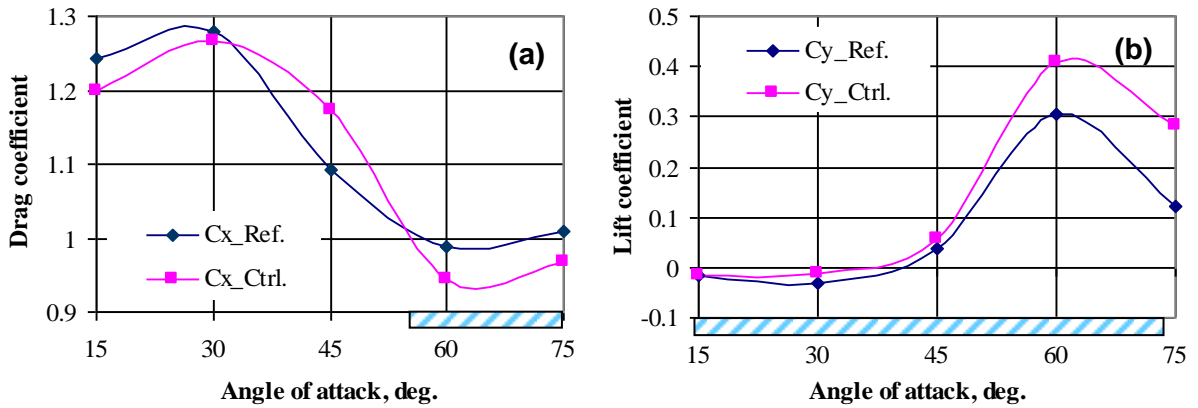 1.3
1.2
1.1
1
0.9
Drag coefficient
(a)
Cx_Ref.
Cx_Ctrl.
15 30 45 60 75
Angle of attack, deg.
0.5
0.4
0.3
0.2
0.1
0
-0.1
Lift coefficient
(b)
Cy_Ref.
Cy_Ctrl.
15 30 45 60 75
Angle of attack, deg.